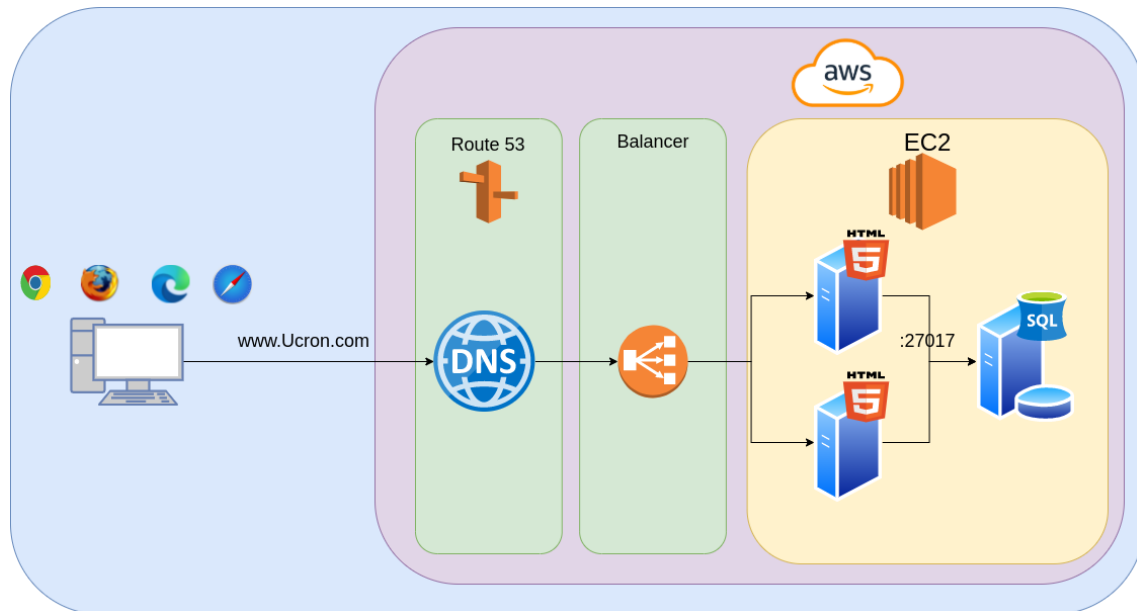 aws
Route 53
Balancer
EC2
HTML
5
www.Ucron.com
DNS
:27017
SQL
HTML
5